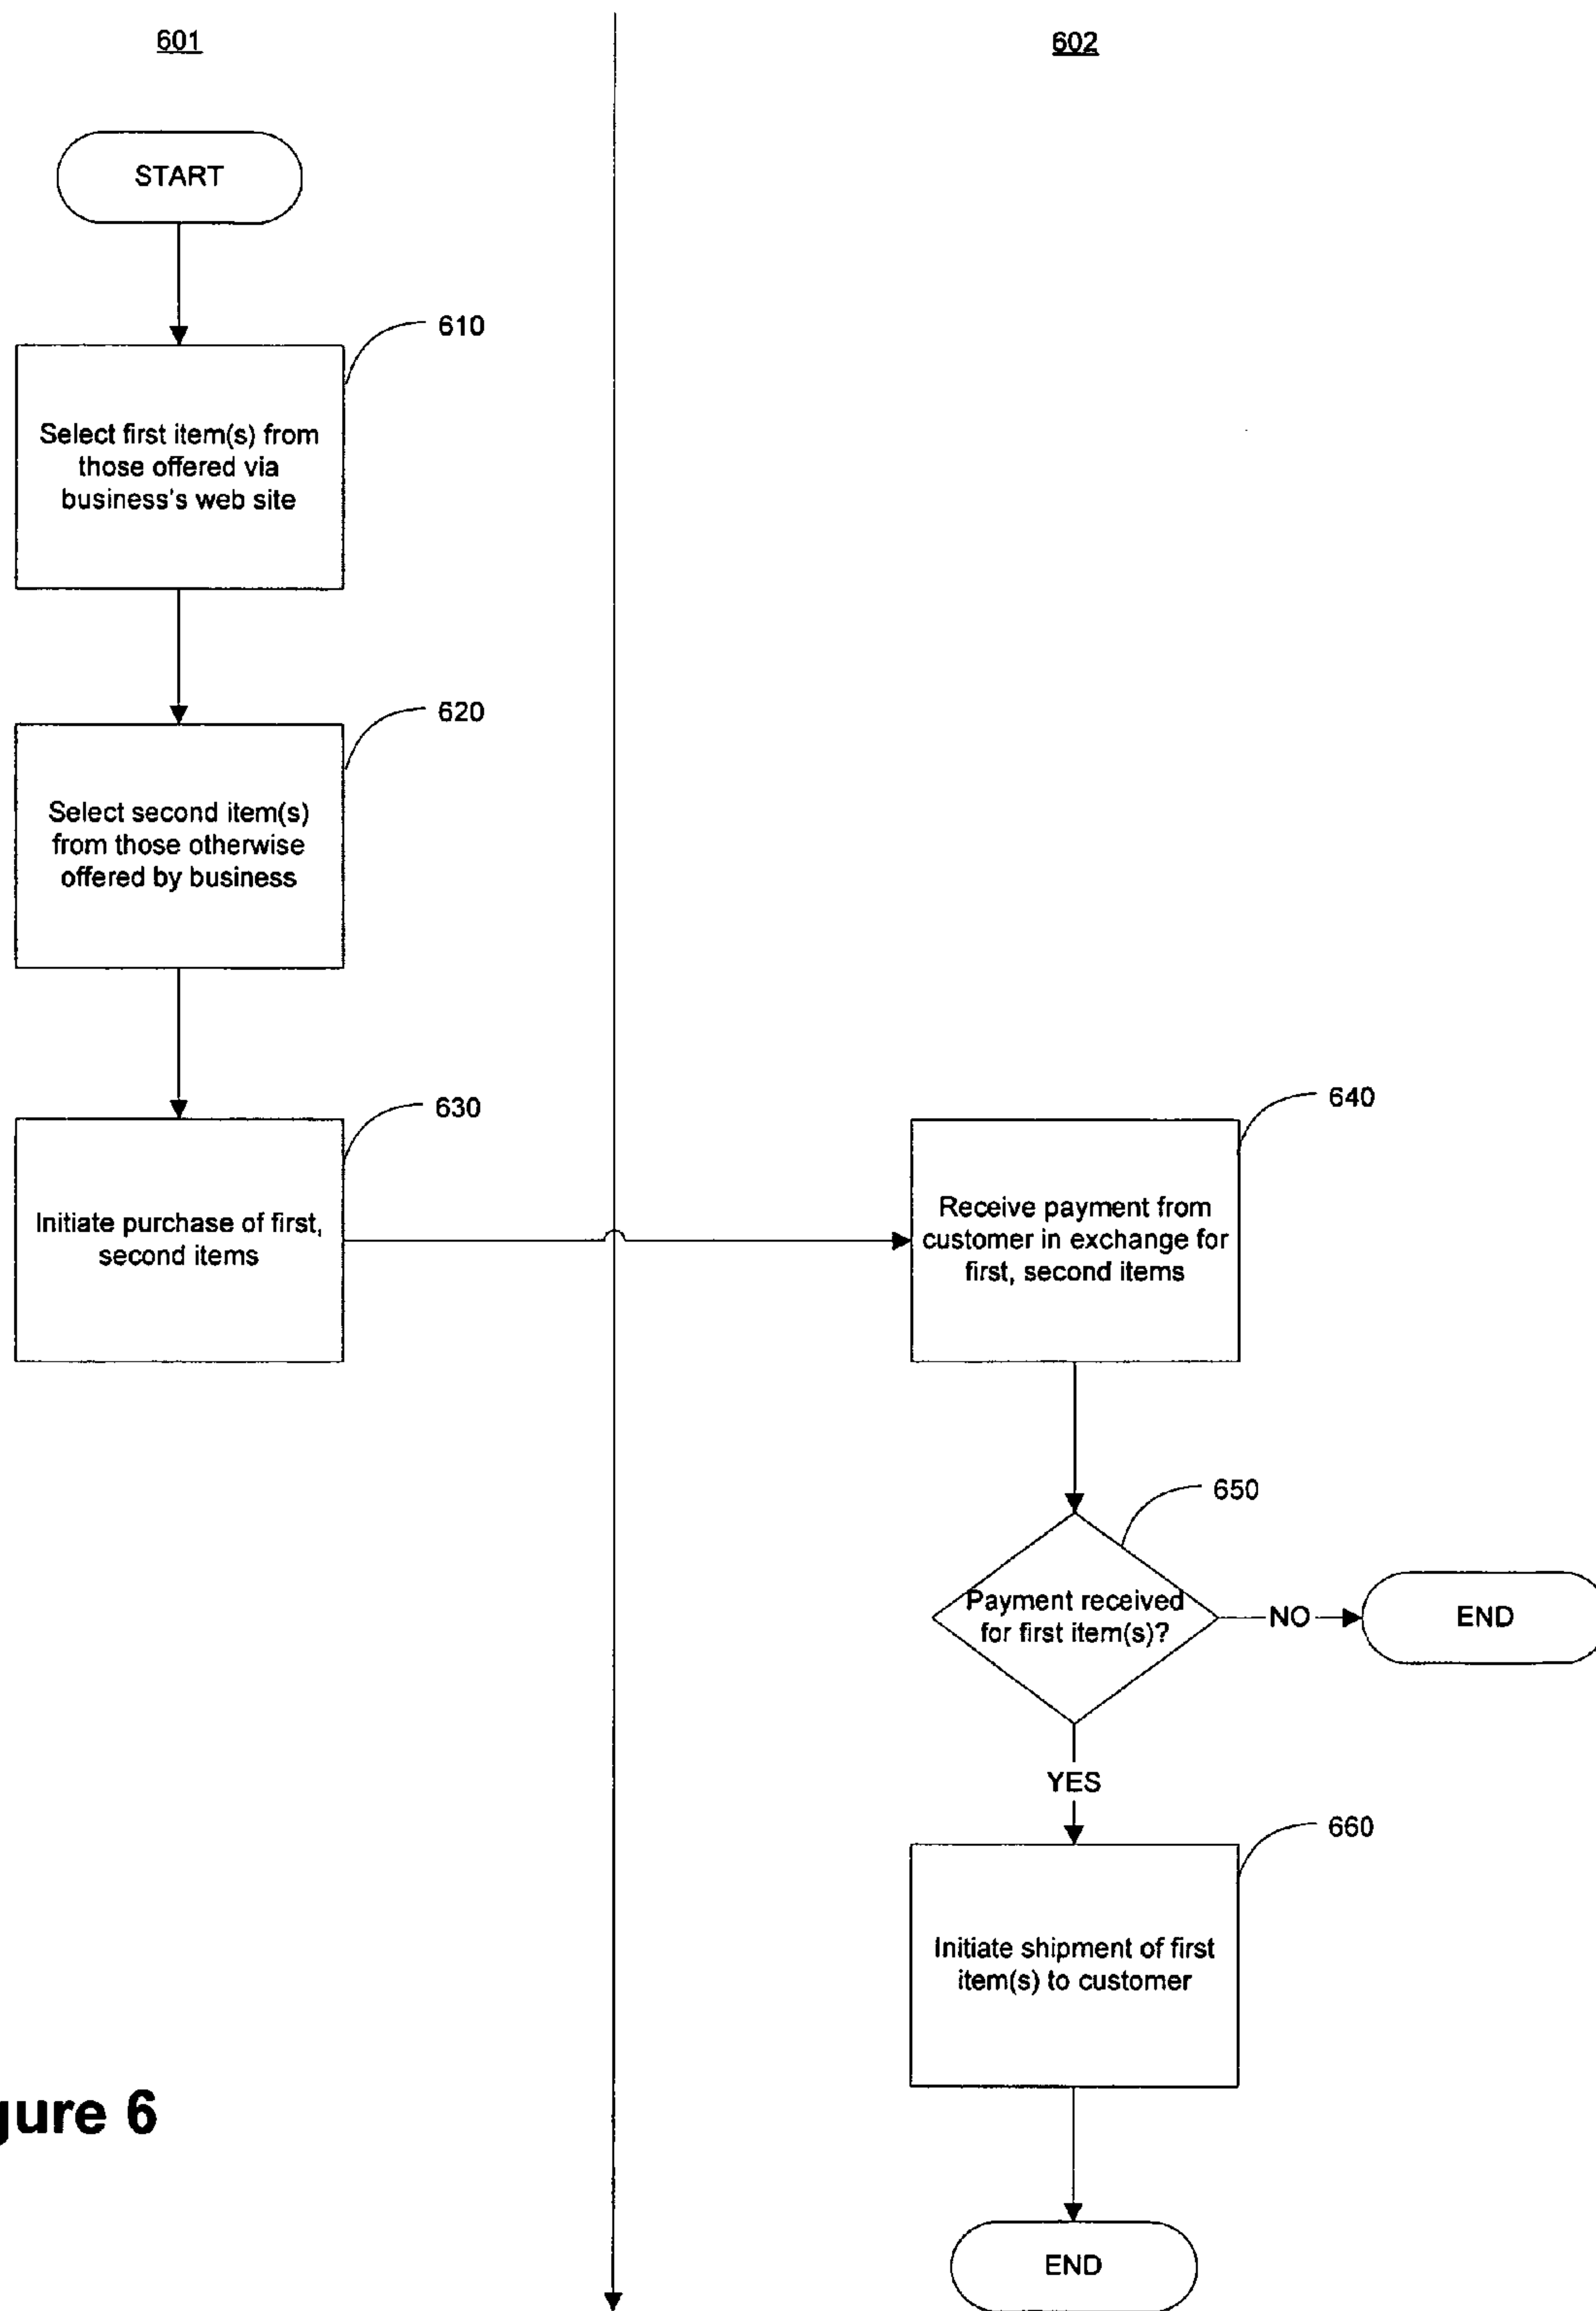 601
602
START
610
Select first item(s) from
those offered via
business's web site
620
Select second item(s)
from those otherwise
offered by business
630
Initiate purchase of first,
second items
640
Receive payment from
customer in exchange for
first, second items
650
Payment received
for first item(s)?
NO
END
YES
660
Initiate shipment of first
item(s) to customer
END
gure 6